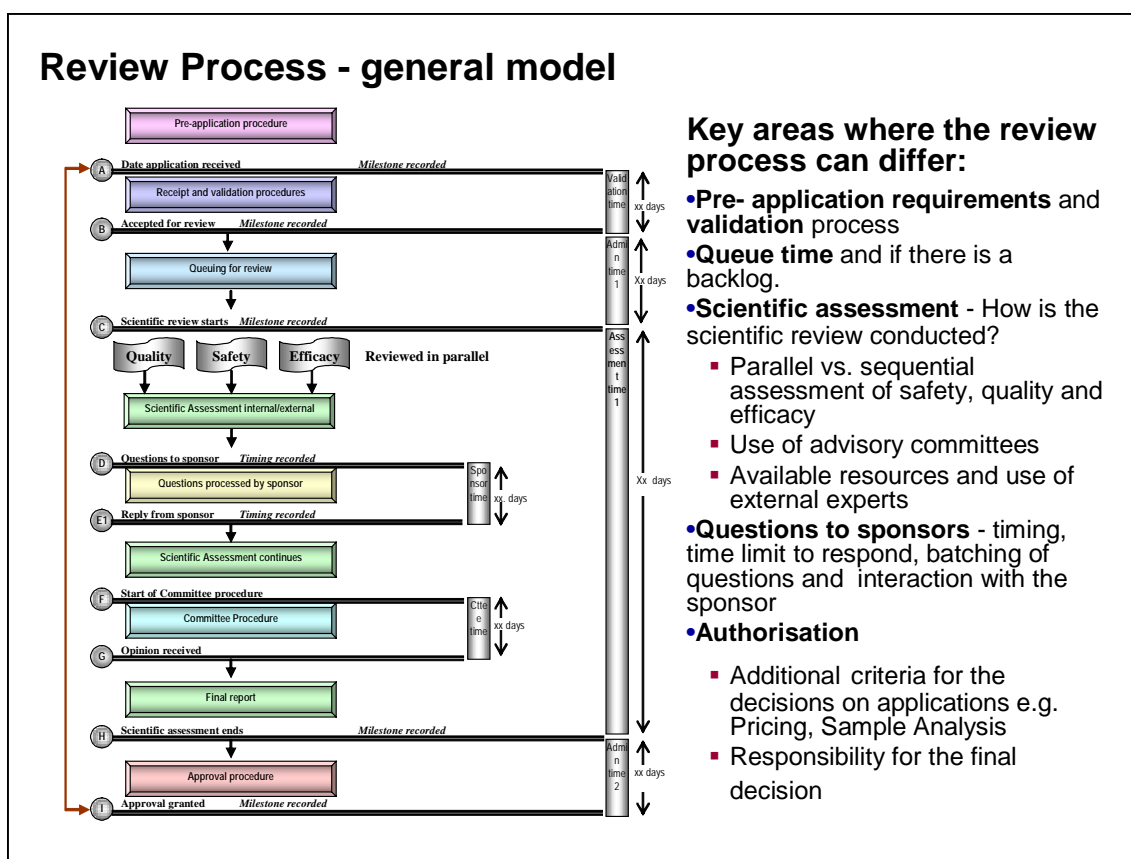 Review Process - general model
Pre-application procedure
A
Date application received
Milestone recorded
Receipt and validation procedures
Valid
ation
time
xx days
B
Accepted for review
Milestone recorded
Queuing for review
Admi
n
time
1
Xx days
C
Scientific review starts
Milestone recorded
Quality
Safety
Efficacy
Reviewed in parallel
Scientific Assessment internal/external
Ass
ess
men
t
time
1
Xx days
D
Questions to sponsor
Timing recorded
Questions processed by sponsor
Spo
nsor
time
xx. days
E1
Reply from sponsor
Timing recorded
Scientific Assessment continues
F
Start of Committee procedure
Committee Procedure
Ctte
e
time
xx days
G
Opinion received
Final report
H
Scientific assessment ends
Milestone recorded
Approval procedure
Admi
n
time
2
xx days
I
Approval granted
Milestone recorded
Key areas where the review
process can differ:
•Pre- application requirements and
validation process
•Queue time and if there is a
backlog.
•Scientific assessment - How is the
scientific review conducted?
▪ Parallel vs. sequential
assessment of safety, quality and
efficacy
▪ Use of advisory committees
▪ Available resources and use of
external experts
•Questions to sponsors - timing,
time limit to respond, batching of
questions and interaction with the
sponsor
•Authorisation
▪ Additional criteria for the
decisions on applications e.g.
Pricing, Sample Analysis
▪ Responsibility for the final
decision